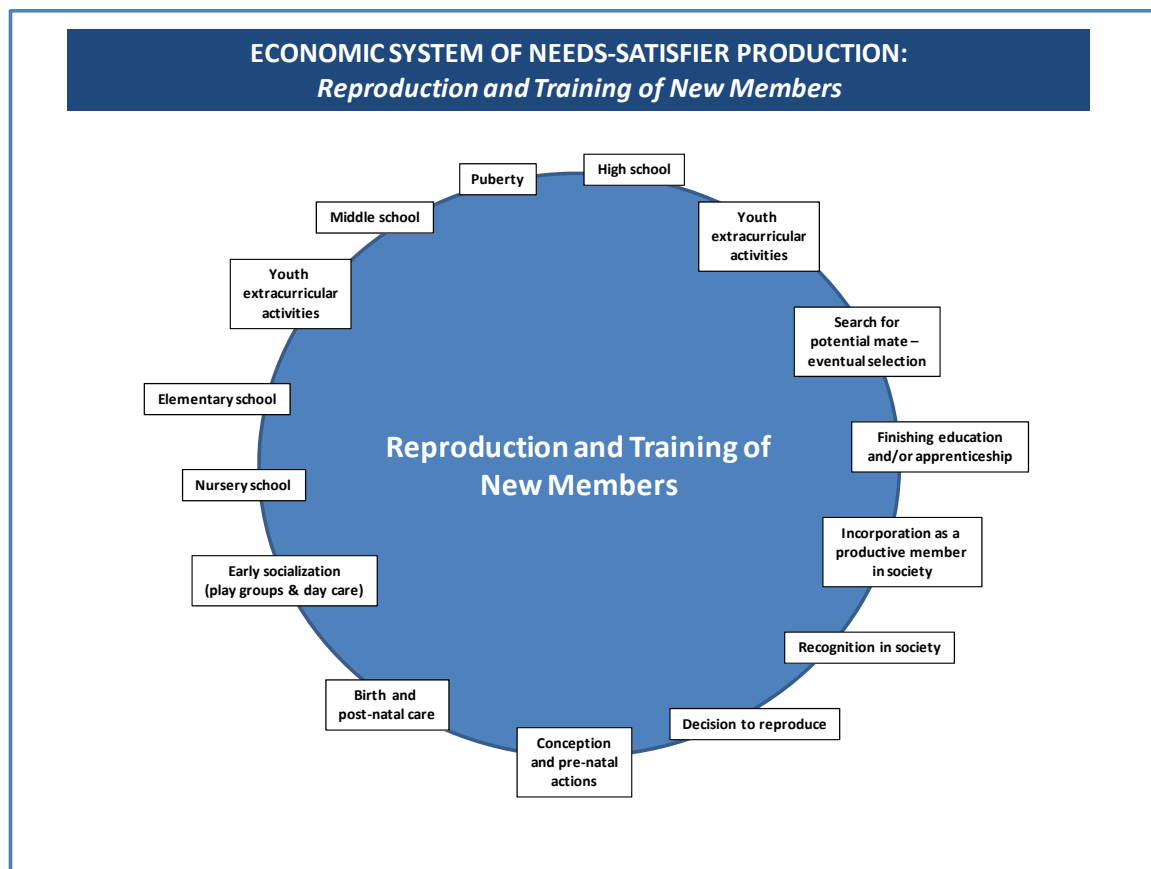 ECONOMIC SYSTEM OF NEEDS-SATISFIER PRODUCTION:
Reproduction and Training of New Members
High school
Puberty
Middle school
Youth
extracurricular
activities
Youth
extracurricular
activities
Search for
potential mate –
eventual selection
Elementary school
Finishing education
and/or apprenticeship
Reproduction and Training of
New Members
Nursery school
Incorporation as a
productive member
in society
Early socialization
(play groups & day care)
Recognition in society
Birth and
post-natal care
Decision to reproduce
Conception
and pre-natal
actions